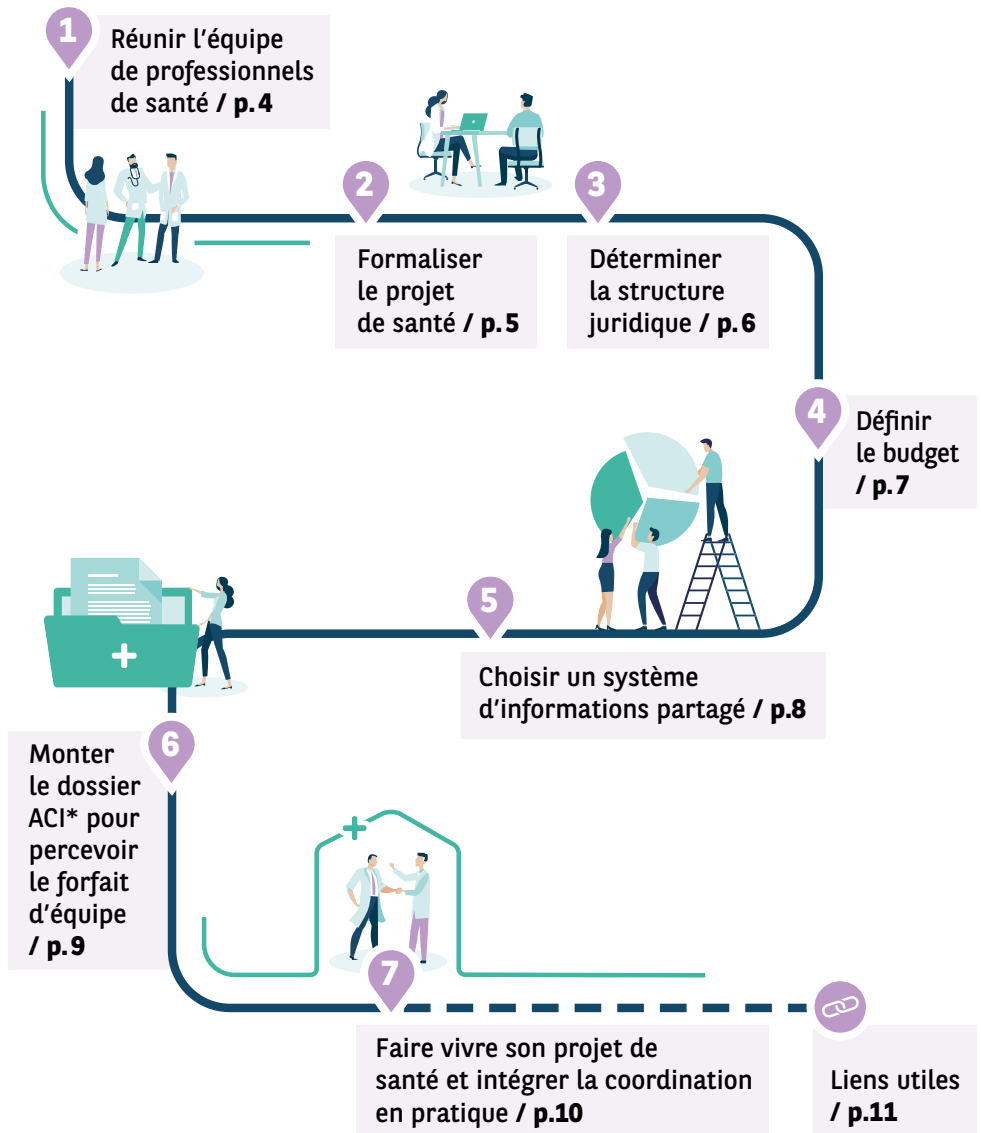 1
Réunir l'équipe
de professionnels
de santé / p.4
2
Formaliser
le projet
de santé / p.5
3
Déterminer
la structure
juridique / p.6
4
Définir
le budget
/ p.7
5
Choisir un système
d'informations partagé / p.8
6
Monter
le dossier
ACI* pour
percevoir
le forfait
d'équipe
/ p.9
7
Faire vivre son projet de
santé et intégrer la coordination
en pratique / p.10
Liens utiles
/ p.11